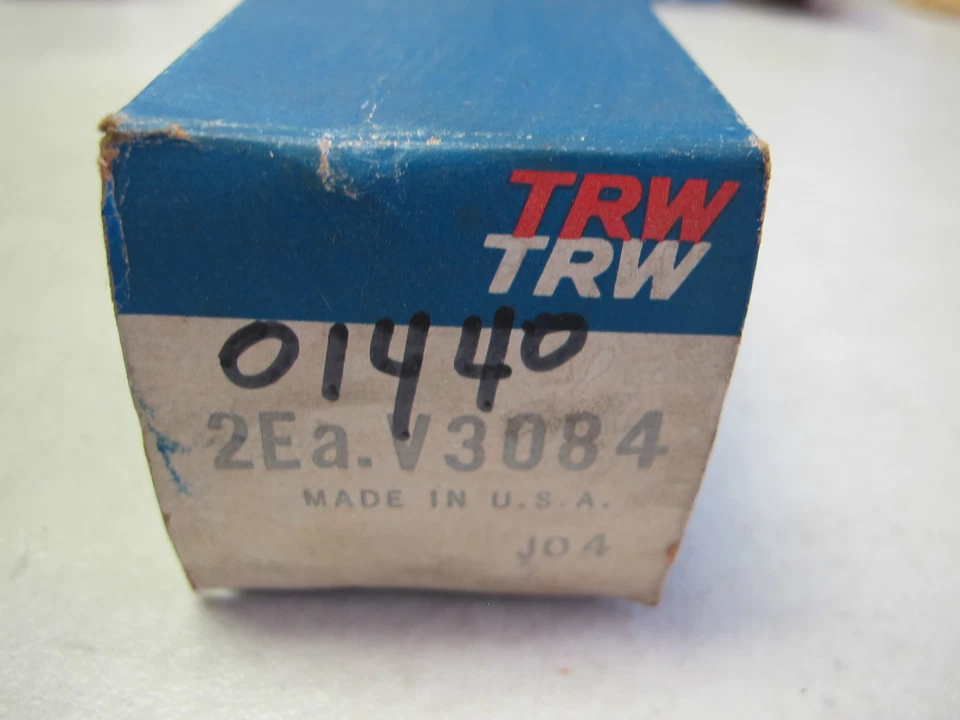 TRW
TRW
01440
2Ea. V3084
MADE IN U.S.A.
J04